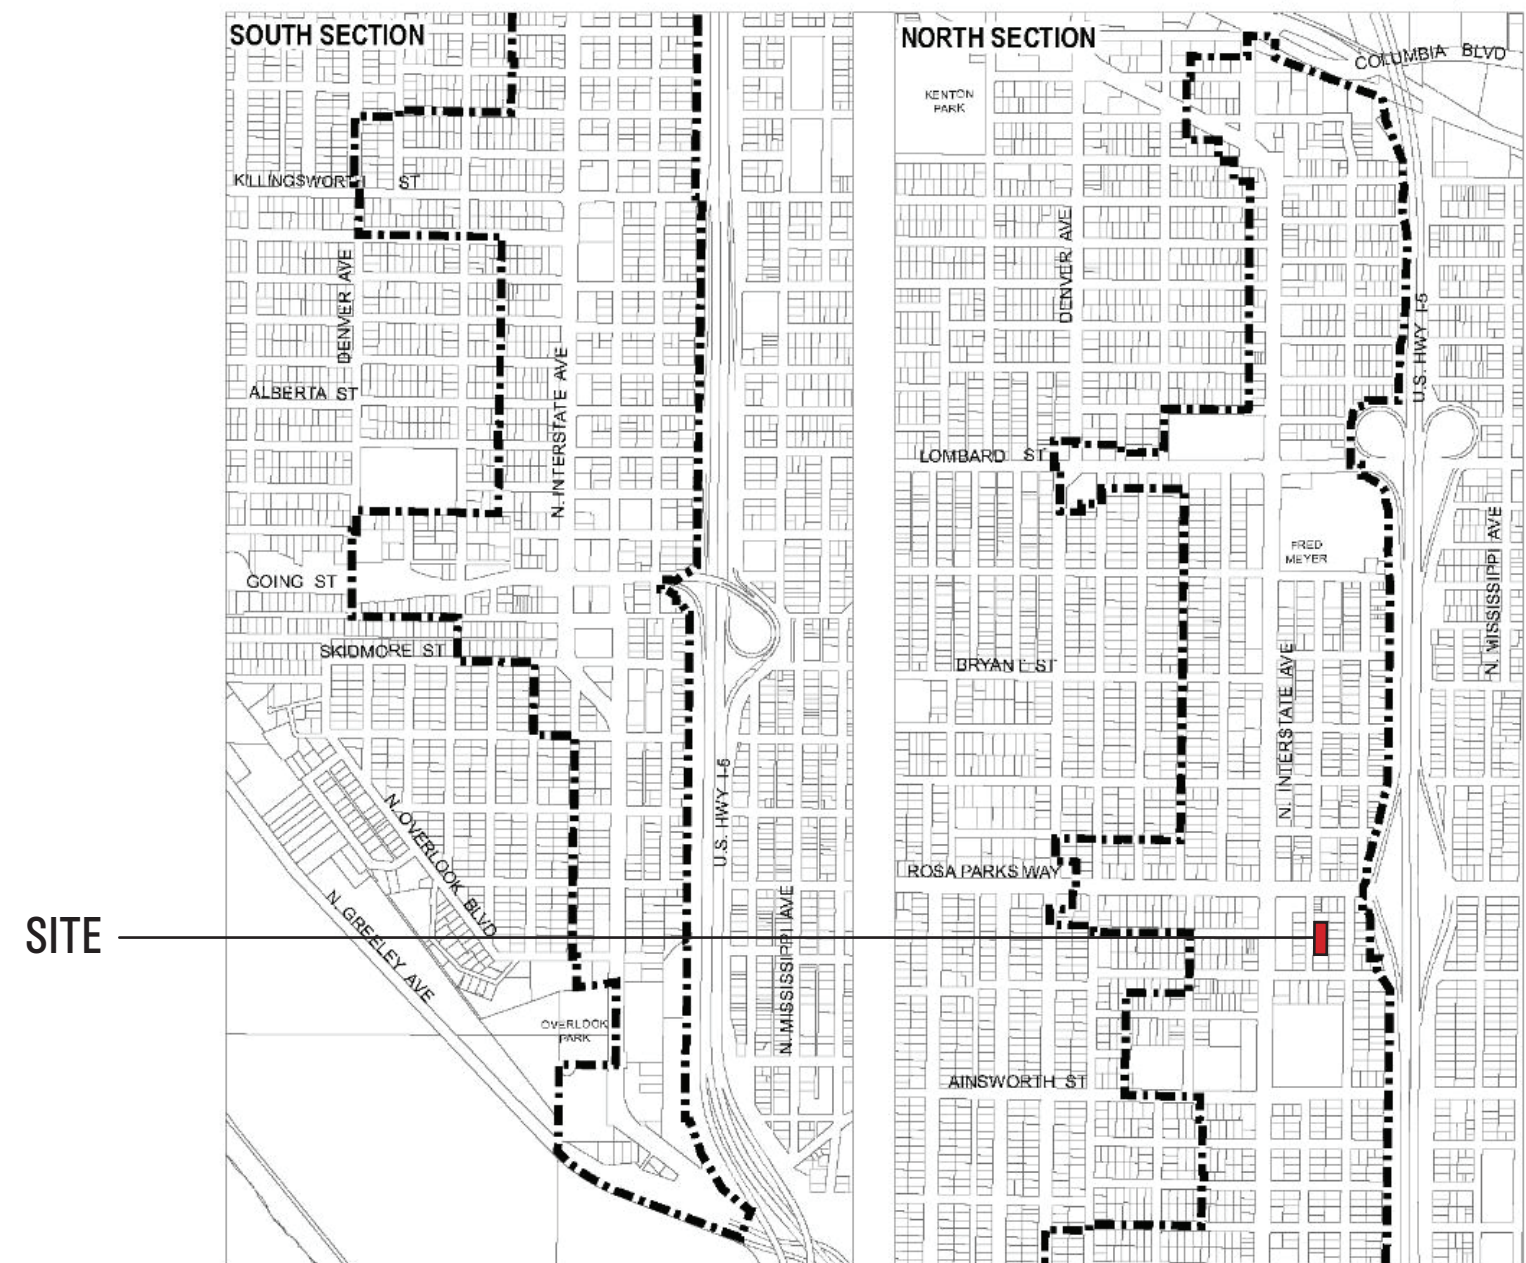 SOUTH SECTION
KILLINGSWORTH ST
DENVER AVE
ALBERTA ST
N. INTERSTATE AVE
GOING ST
SKIDMORE ST
N. OVERLOOK BLVD
N. GREELEY AVE
U.S. HWY I-5
N. MISSISSIPPI AVE
OVERLOOK
PARK
SITE
NORTH SECTION
COLUMBIA BLVD
KENTON
PARK
DENVER AVE
U.S. HWY I-5
LOMBARD ST
FRED
MEYER
N. MISSISSIPPI AVE
BRYANT ST
N. INTERSTATE AVE
ROSA PARKS WAY
AINSWORTH ST